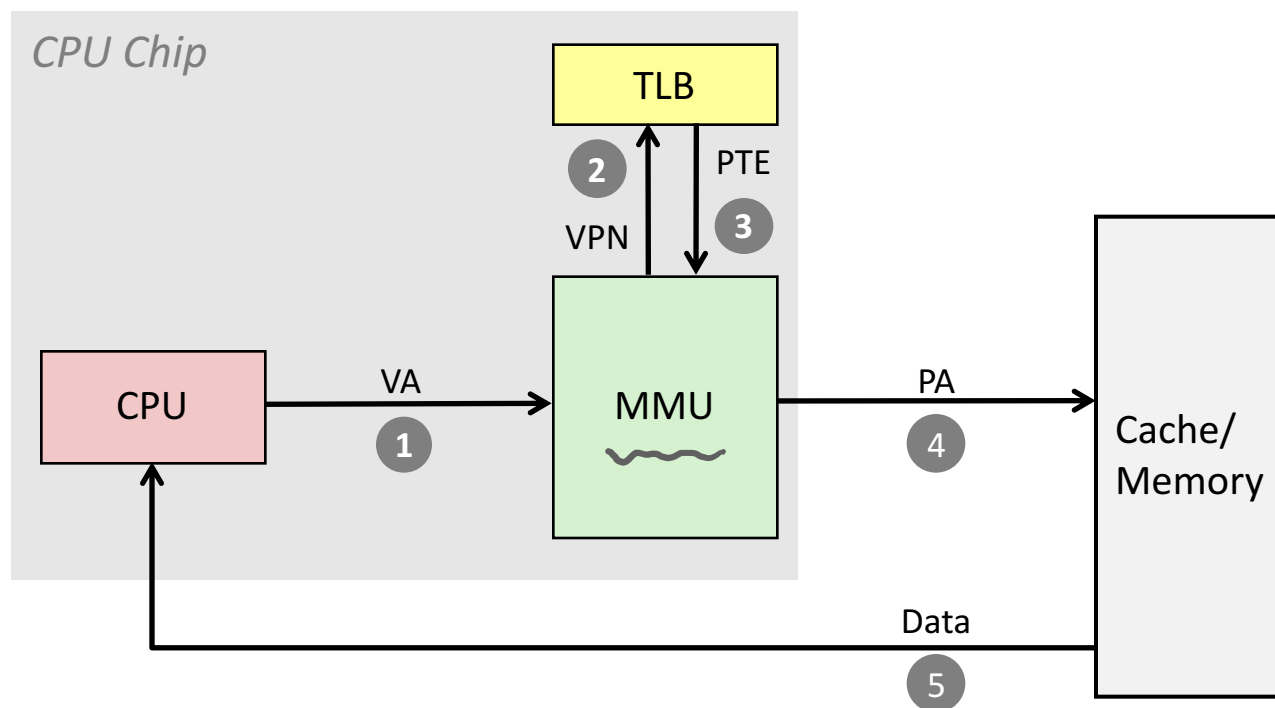 CPU Chip
TLB
2
PTE
VPN
3
CPU
VA
1
MMU
PA
4
Cache/
Memory
Data
5